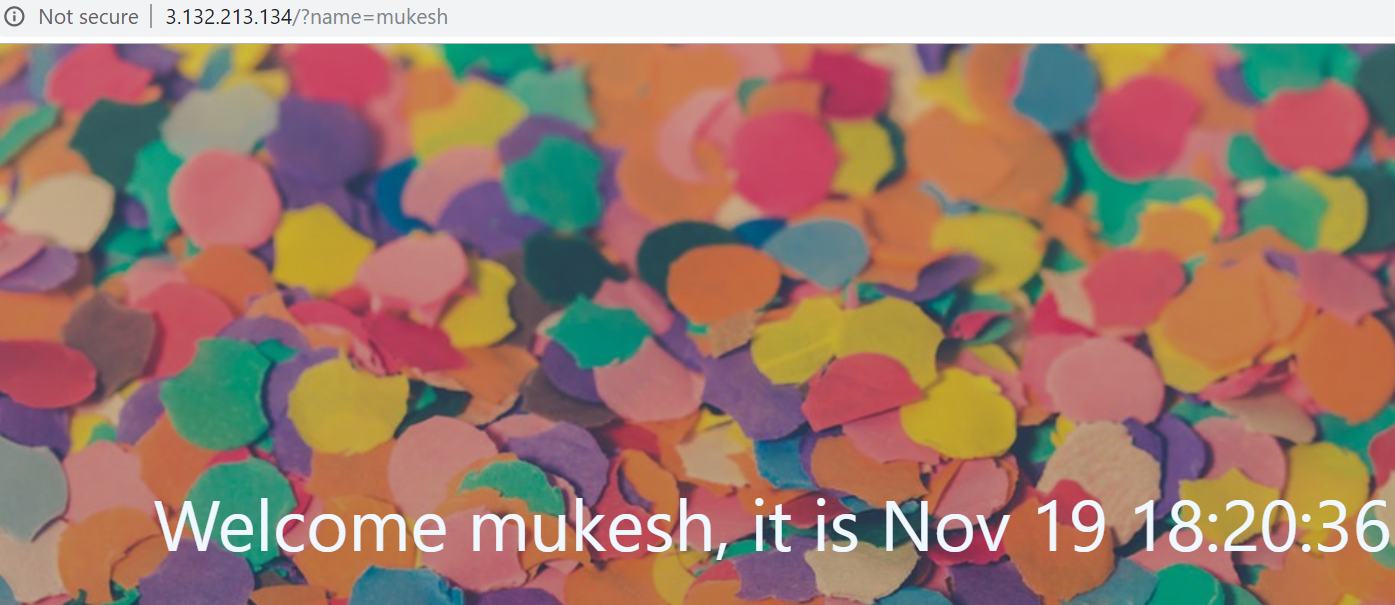 Not secure | 3.132.213.134/?name=mukesh
Welcome mukesh, it is Nov 19 18:20:36